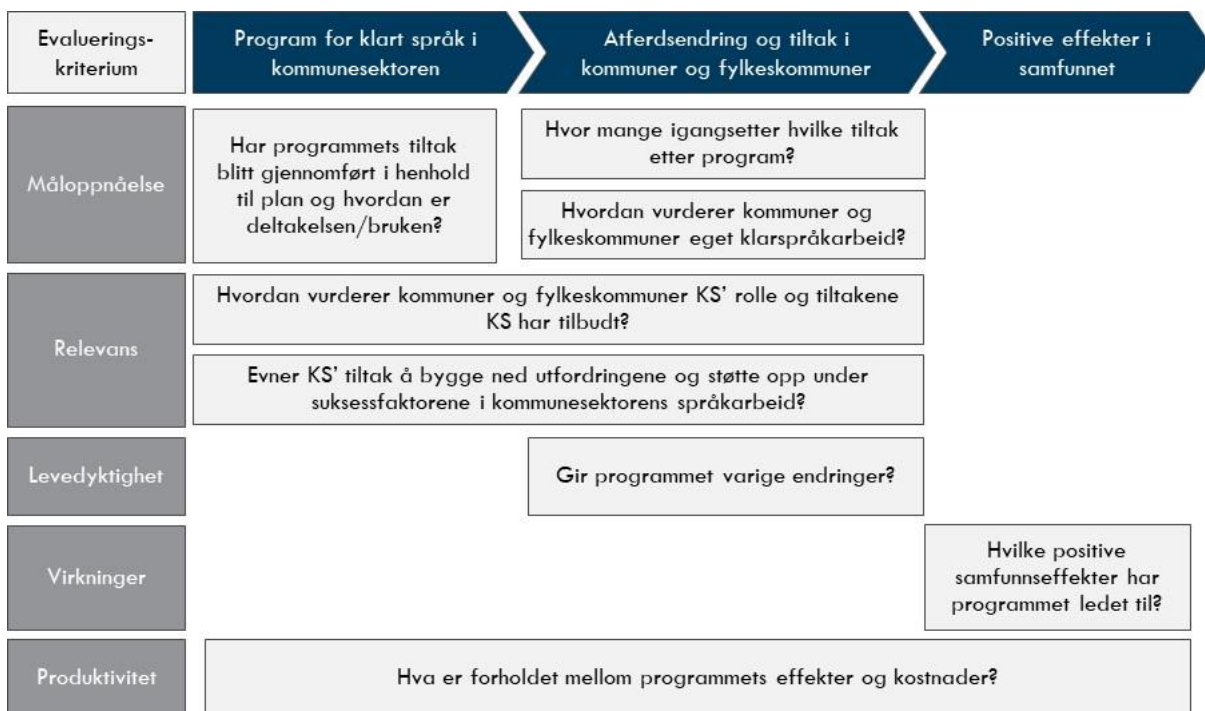 Evaluerings-
kriterium
Program for klart språk i
kommunesektoren
Atferdsendring og tiltak i
kommuner og fylkeskommuner
Positive effekter i
samfunnet
Måloppnåelse
Har programmets tiltak
blitt gjennomført i henhold
til plan og hvordan er
deltakelsen/bruken?
Hvor mange igangsetter hvilke tiltak
etter program?
Hvordan vurderer kommuner og
fylkeskommuner eget klarspråkarbeid?
Relevans
Hvordan vurderer kommuner og fylkeskommuner KS’ rolle og tiltakene
KS har tilbudt?
Evner KS’ tiltak å bygge ned utfordringene og støtte opp under
suksessfaktorene i kommunesektorens språkarbeid?
Levedyktighet
Gir programmet varige endringer?
Virkninger
Hvilke positive
samfunnseffekter har
programmet ledet til?
Produktivitet
Hva er forholdet mellom programmets effekter og kostnader?